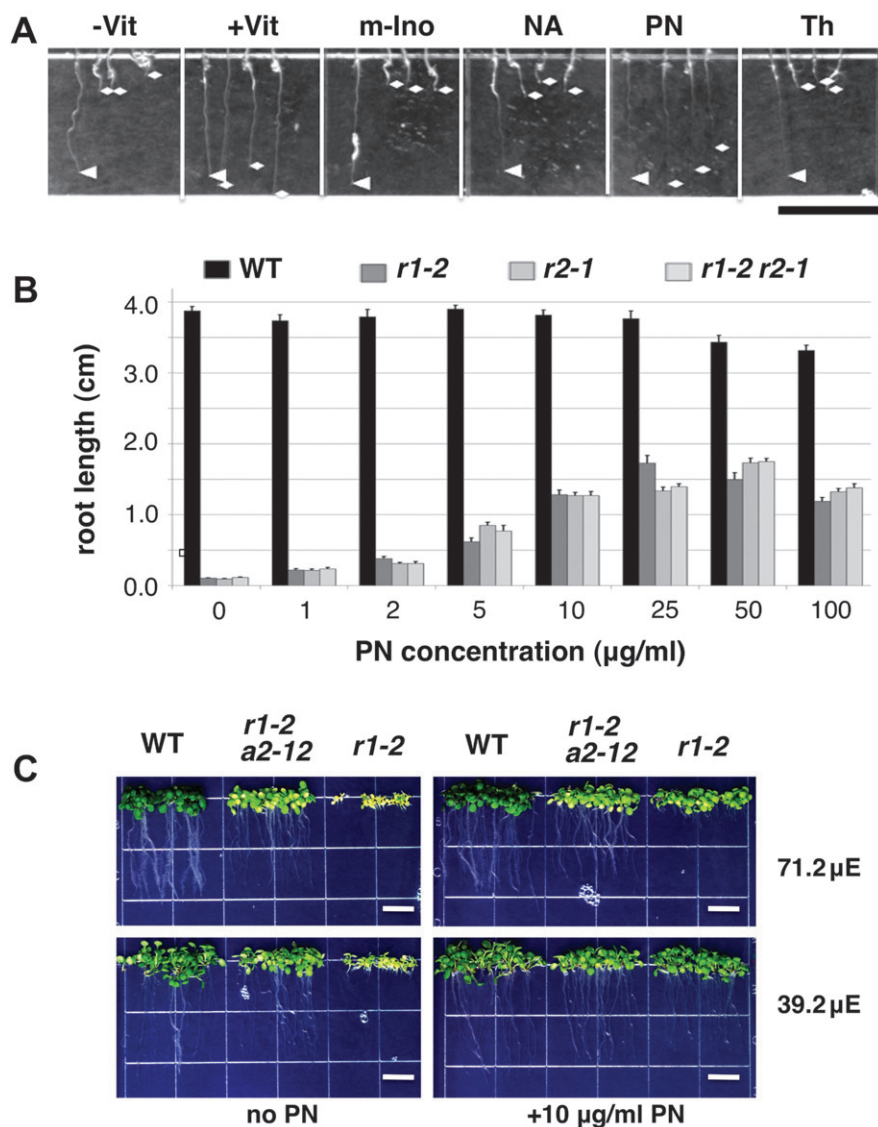 A
-Vit +Vit m-Ino NA PN Th
B
WT r1-2 r2-1 r1-2 r2-1
4.0
3.0
2.0
1.0
0.0
root length (cm)
0 1 2 5 10 25 50 100
PN concentration (µg/ml)
C
WT r1-2 a2-12 r1-2 WT r1-2 a2-12 r1-2
71.2 µE
39.2 µE
no PN +10 µg/ml PN